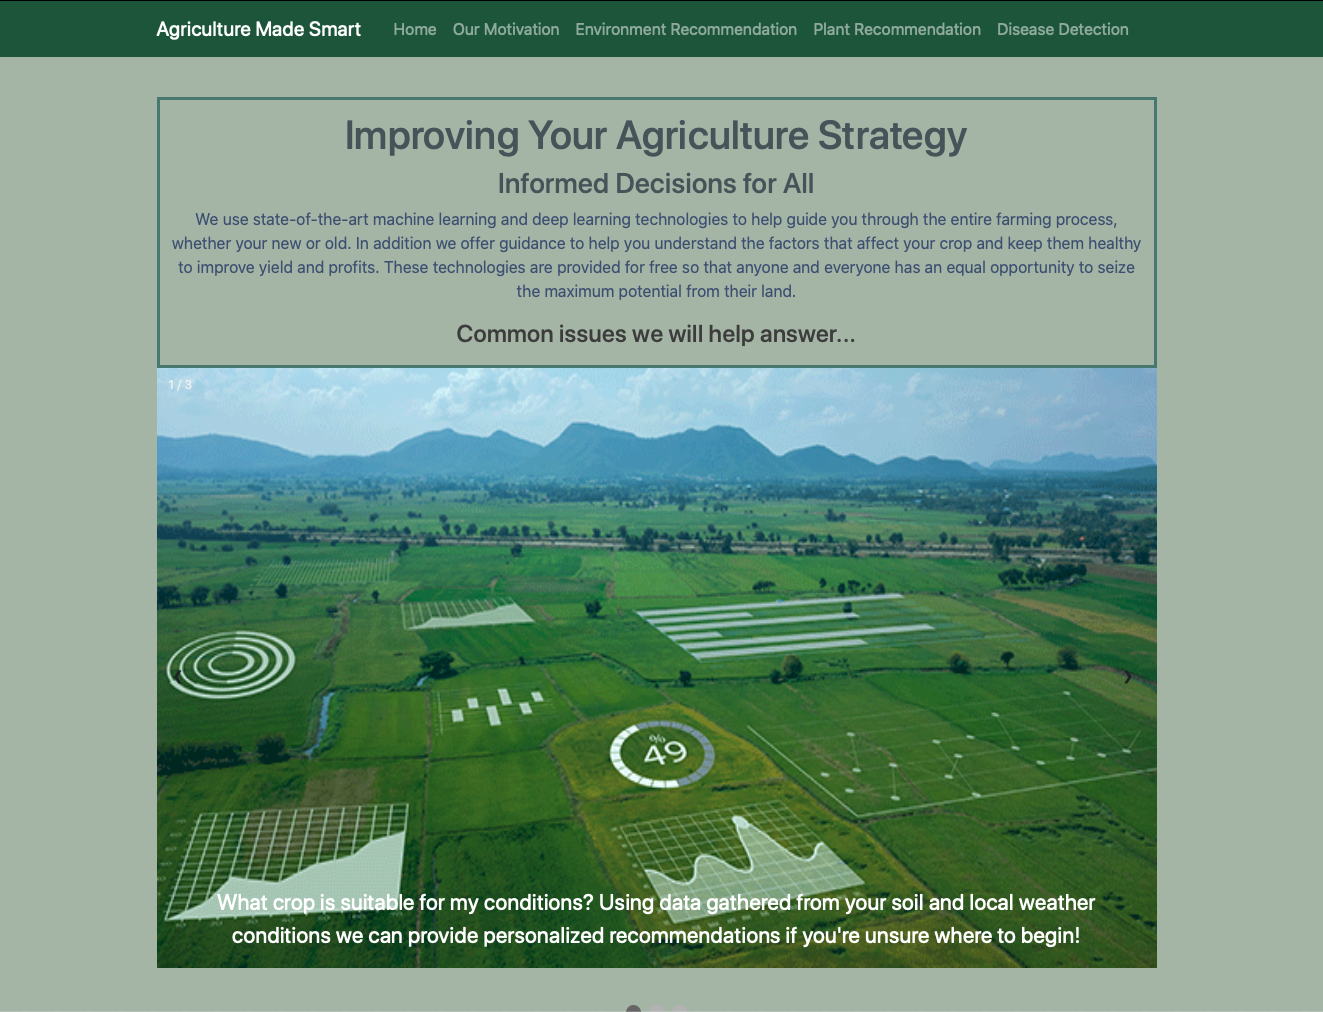 Agriculture Made Smart Home Our Motivation Environment Recommendation Plant Recommendation Disease Detection
Improving Your Agriculture Strategy
Informed Decisions for All
We use state-of-the-art machine learning and deep learning technologies to help guide you through the entire farming process,
whether your new or old. In addition we offer guidance to help you understand the factors that affect your crop and keep them healthy
to improve yield and profits. These technologies are provided for free so that anyone and everyone has an equal opportunity to seize
the maximum potential from their land.
Common issues we will help answer...
1 / 3
%
49
What crop is suitable for my conditions? Using data gathered from your soil and local weather
conditions we can provide personalized recommendations if you're unsure where to begin!